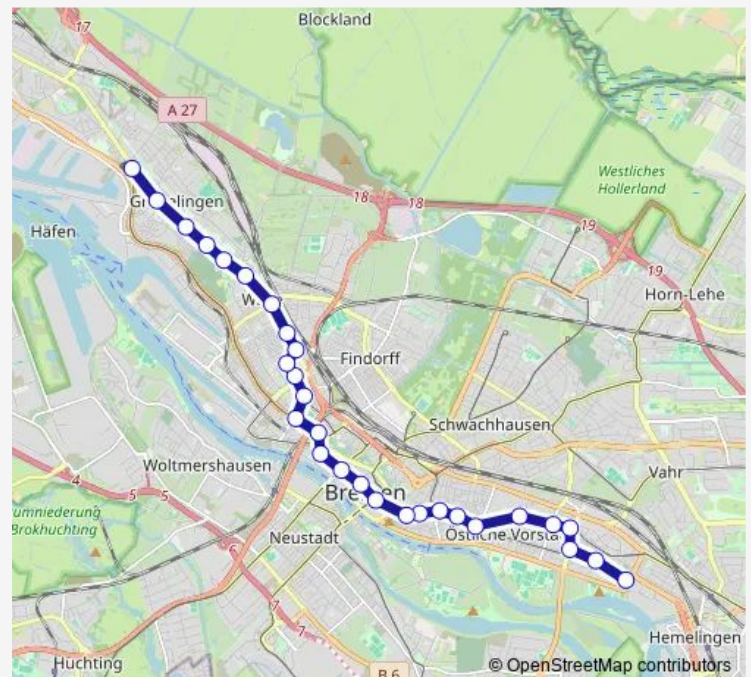 Blockland
17
A 27
Westliches
Hollerland
18
18
19
19
Häfen
Horn-Lehe
Findorff
Schwachhausen
Woltmershausen
Vahr
4
5
5
Brokhuchting
6
Neustadt
7
7
Hemelingen
Huchting
B 6
© OpenStreetMap contributors